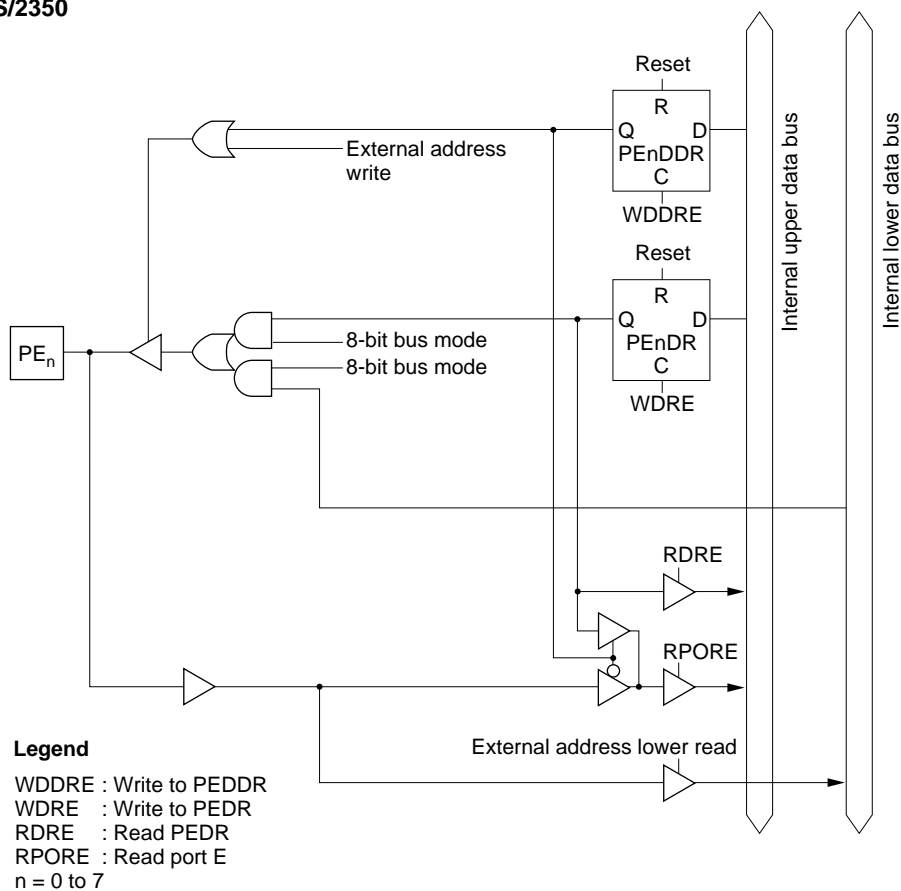 S/2350
Reset
R
Q D
PEnDDR
C
WDDRE
External address
write
Reset
R
Q D
PEnDR
C
WDRE
8-bit bus mode
8-bit bus mode
PEn
Internal upper data bus
Internal lower data bus
RDRE
RPORE
External address lower read
Legend
WDDRE : Write to PEDDR
WDRE : Write to PEDR
RDRE : Read PEDR
RPORE : Read port E
n = 0 to 7